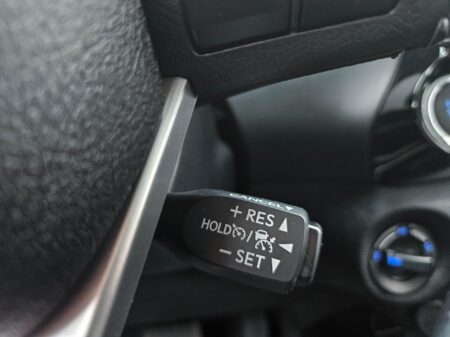 CANCEL▼
+ RES ▲
HOLD / ◄
− SET ▼